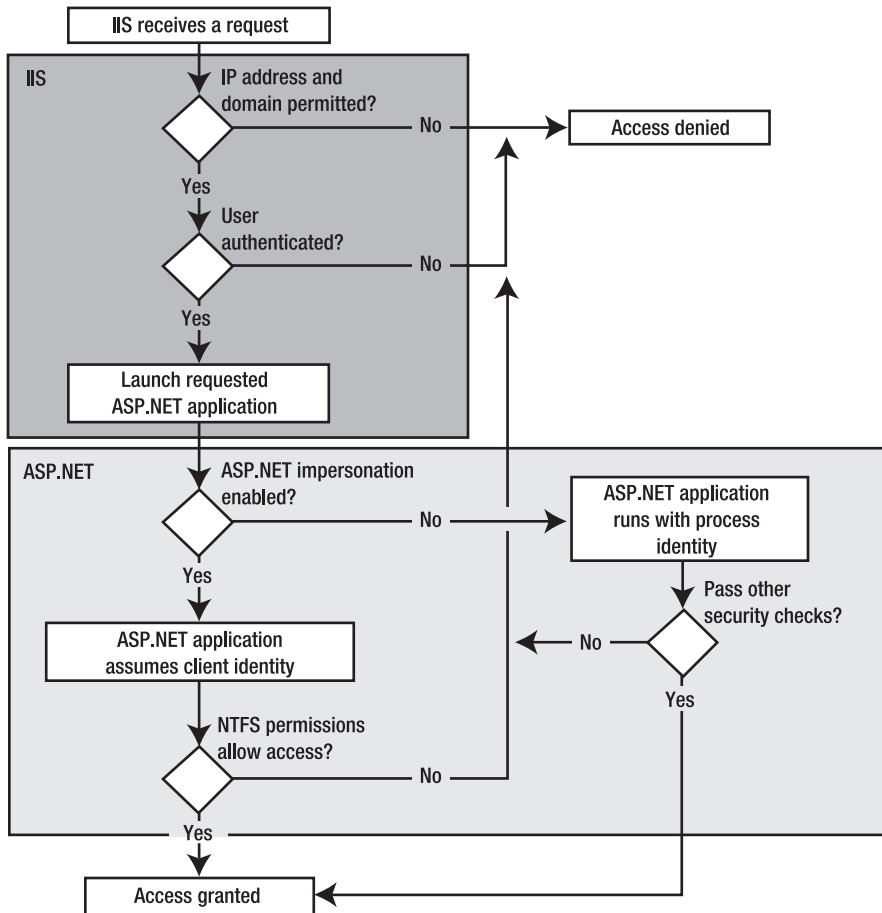 IIS receives a request
IIS
IP address and
domain permitted?
No
Access denied
Yes
User
authenticated?
No
Yes
Launch requested
ASP.NET application
ASP.NET
ASP.NET impersonation
enabled?
No
ASP.NET application
runs with process
identity
Yes
Pass other
security checks?
No
Yes
ASP.NET application
assumes client identity
NTFS permissions
allow access?
No
Yes
Access granted